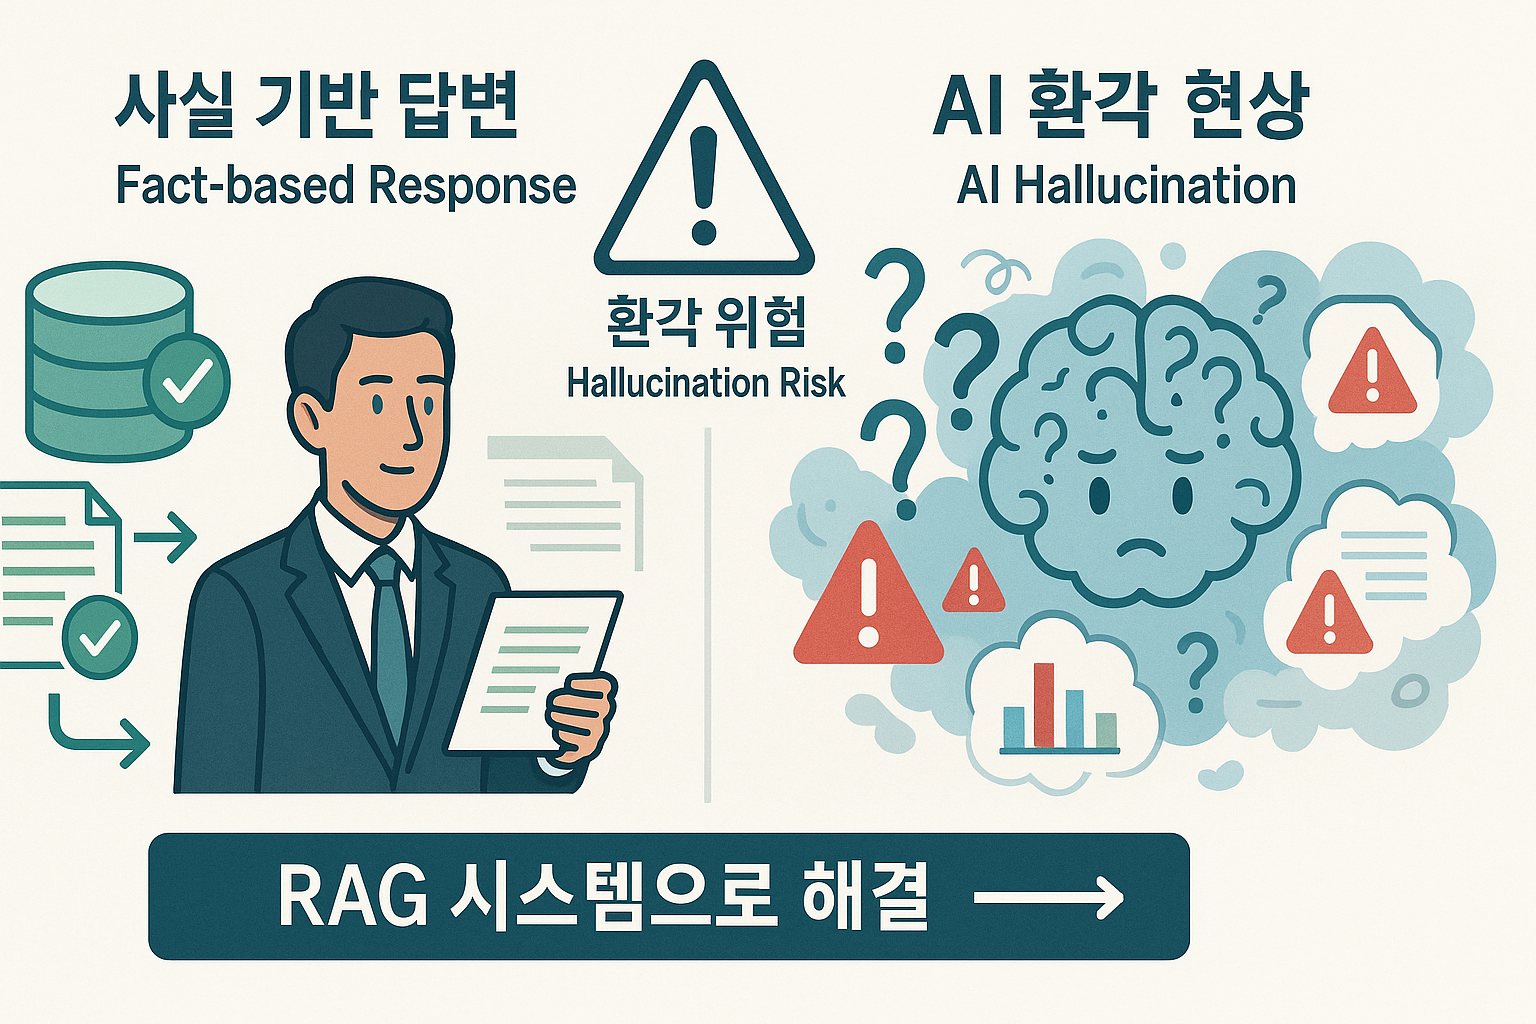 사실 기반 답변
Fact-based Response
환각 위험
Hallucination Risk
AI 환각 현상
AI Hallucination
RAG 시스템으로 해결